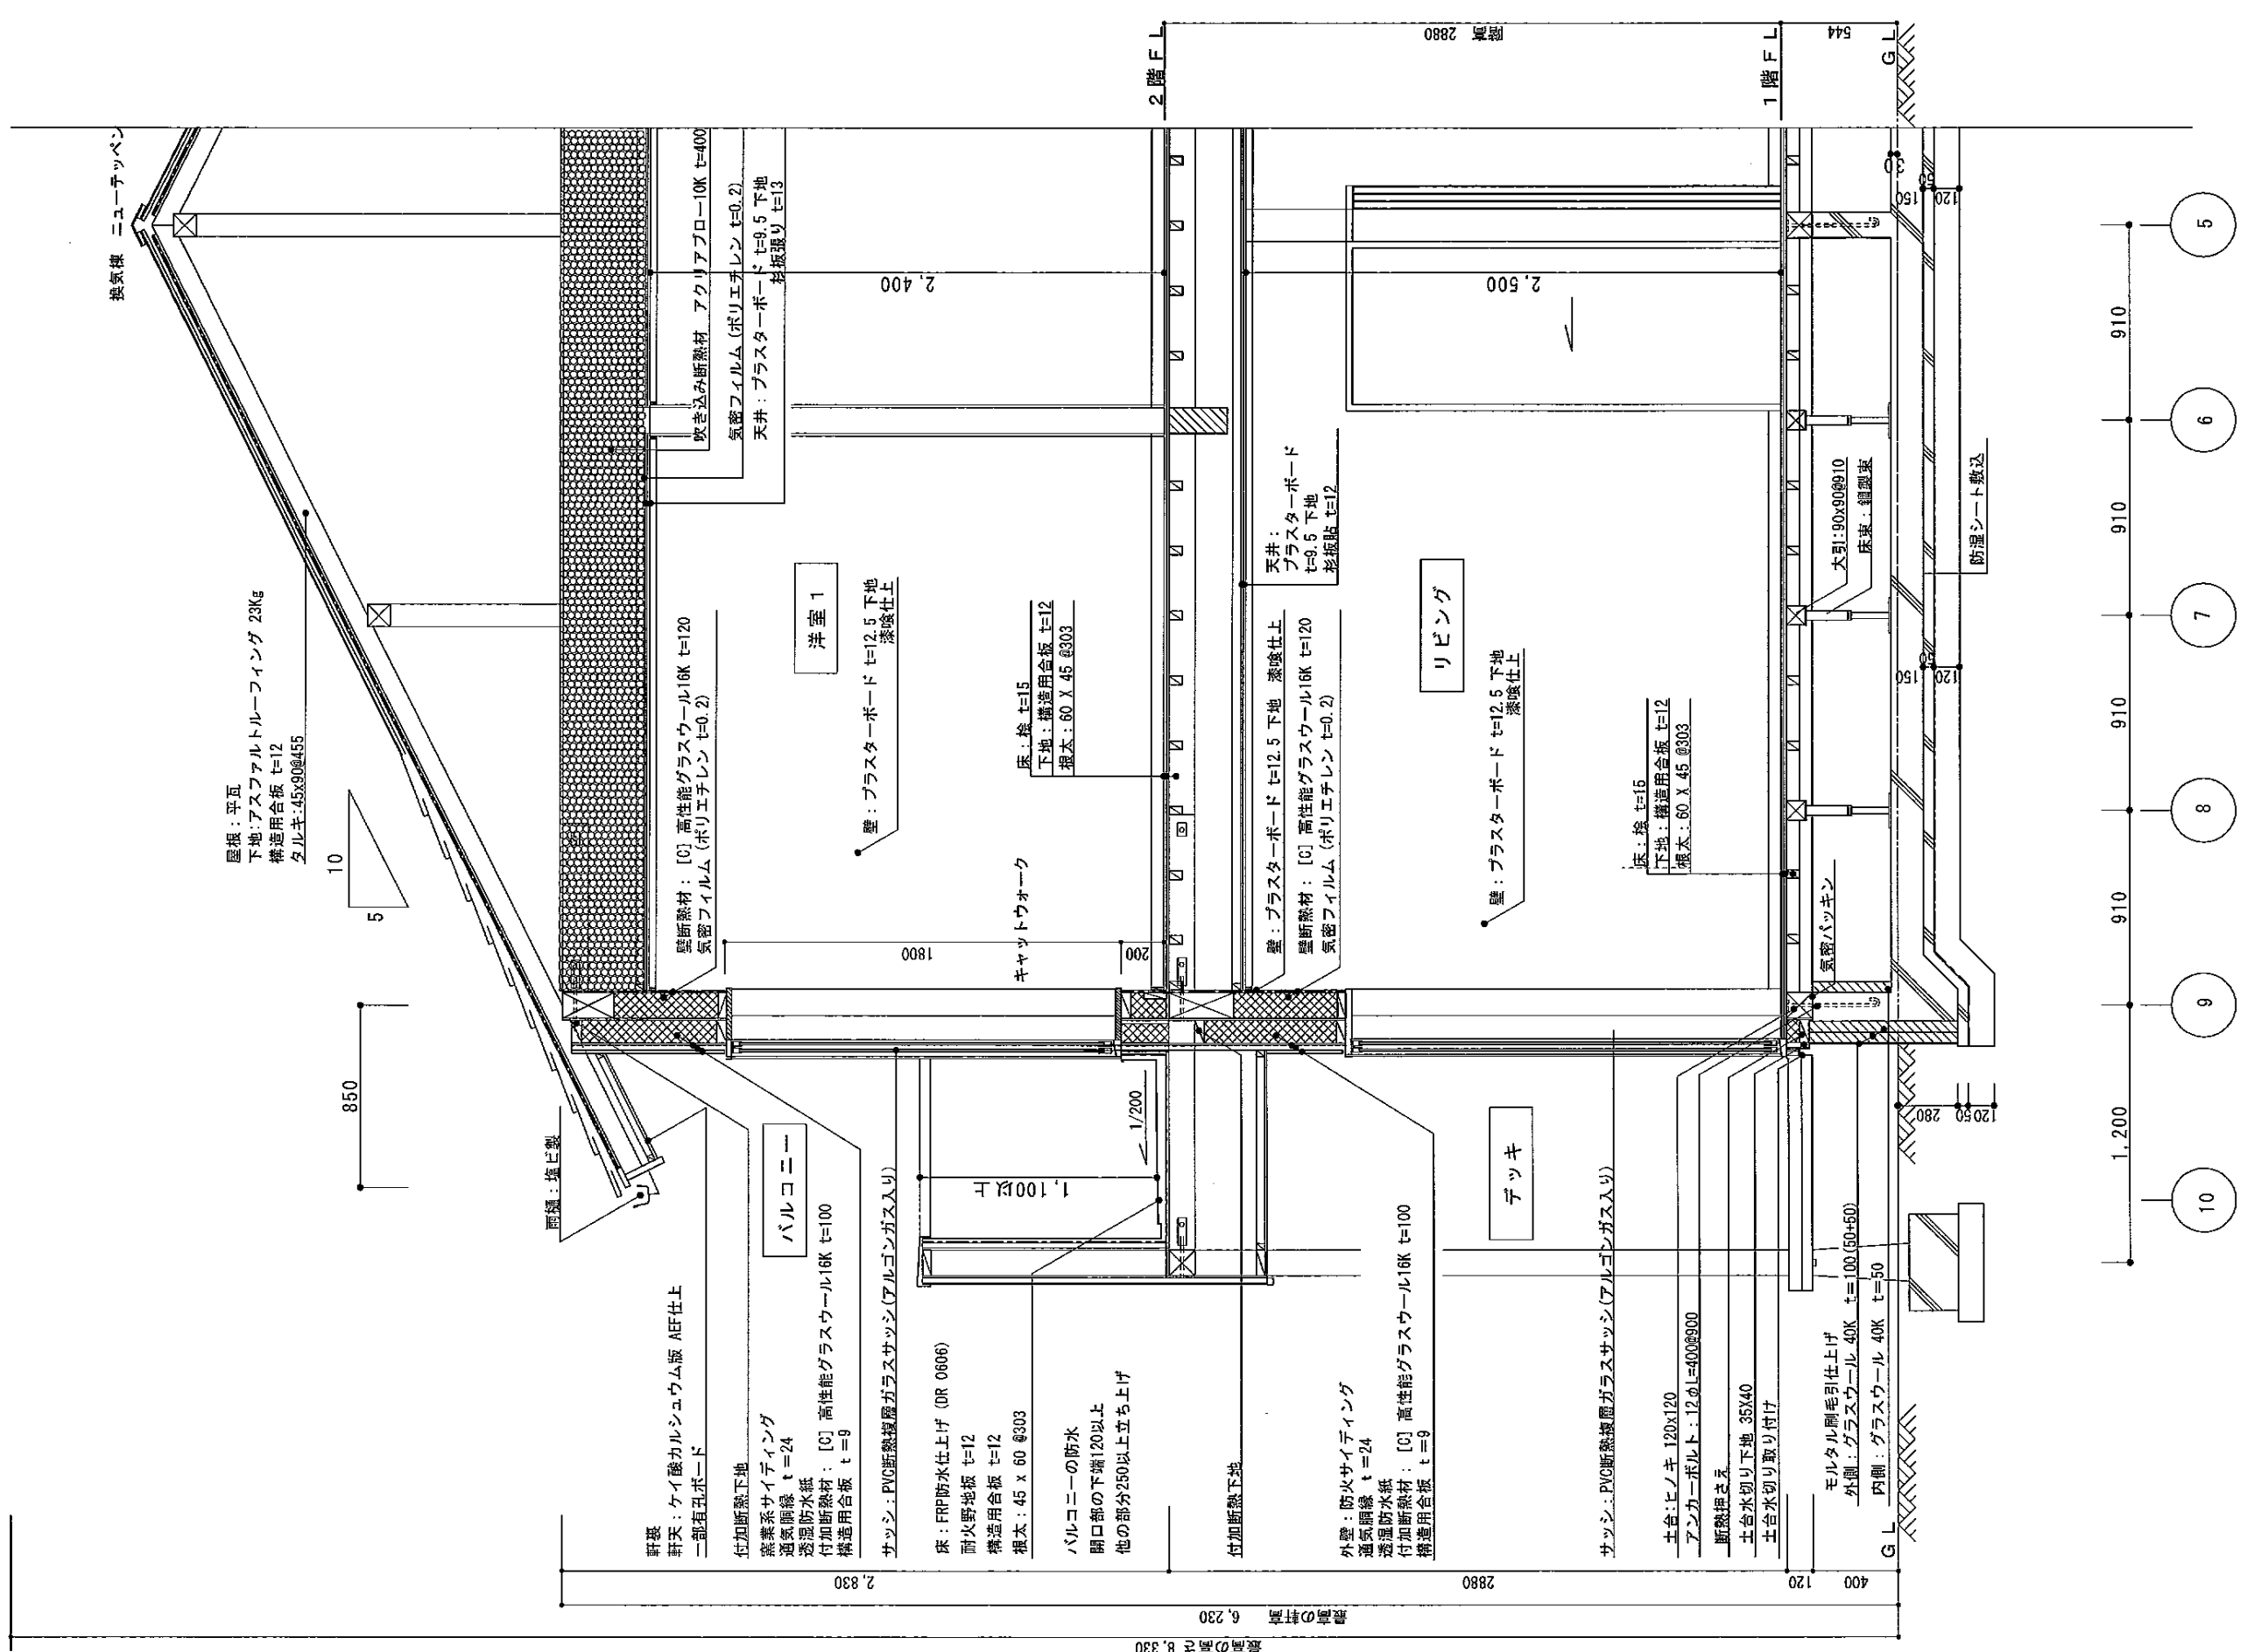 換気棟 ニューテッペン
屋根：平瓦
下地：アスファルトルーフィング 23Kg
構造用合板 t=12
タルキ:45x90@455
10
5
850
雨樋：塩ビ製
軒裏
軒天：ケイ酸カルシュウム版 AEF仕上
一部有孔ボード
付加断熱下地
窯業系サイディング
通気胴縁 t=24
透湿防水紙
付加断熱材：[C] 高性能グラスウール16K t=100
構造用合板 t=9
サッシ：PVC断熱複層ガラスサッシ(アルゴンガス入り)
床：FRP防水仕上げ (DR 0606)
耐火野地板 t=12
構造用合板 t=12
根太：45 x 60 @303
バルコニーの防水
開口部の下端120以上
他の部分250以上立ち上げ
付加断熱下地
外壁：防火サイディング
通気胴縁 t=24
透湿防水紙
付加断熱材：[C] 高性能グラスウール16K t=100
構造用合板 t=9
サッシ：PVC断熱複層ガラスサッシ(アルゴンガス入り)
土台：ヒノキ 120x120
アンカーボルト：12φL=400@900
断熱押さえ
土台水切り下地 35X40
土台水切り取り付け
モルタル刷毛引仕上げ
外側：グラスウール 40K t=100(50+50)
内側：グラスウール 40K t=50
GL
バルコニー
1,100以上
1/200
デッキ
吹き込み断熱材 アクリアブロー10K t=400
気密フィルム(ポリエチレン t=0.2)
天井：プラスターボード t=9.5 下地
杉板張り t=13
壁断熱材：[C] 高性能グラスウール16K t=120
気密フィルム(ポリエチレン t=0.2)
洋室1
壁：プラスターボード t=12.5 下地
漆喰仕上
キャットウォーク
1800
200
2,400
床：桧 t=15
下地：構造用合板 t=12
根太：60 X 45 @303
天井：
プラスターボード
t=9.5 下地
杉板貼 t=12
壁：プラスターボード t=12.5 下地 漆喰仕上
壁断熱材：[C] 高性能グラスウール16K t=120
気密フィルム(ポリエチレン t=0.2)
リビング
壁：プラスターボード t=12.5 下地
漆喰仕上
2,500
床：桧 t=15
下地：構造用合板 t=12
根太：60 X 45 @303
気密パッキン
大引:90x90@910
床束：鋼製束
防湿シート敷込
2階FL
階高 2880
1階FL
544
GL
30
150
50
120
150
50
120
280
50
120
2,830
2880
120
400
最高の軒高 6,230
最高の高さ 8,330
1,200
910
910
910
910
10
9
8
7
6
5